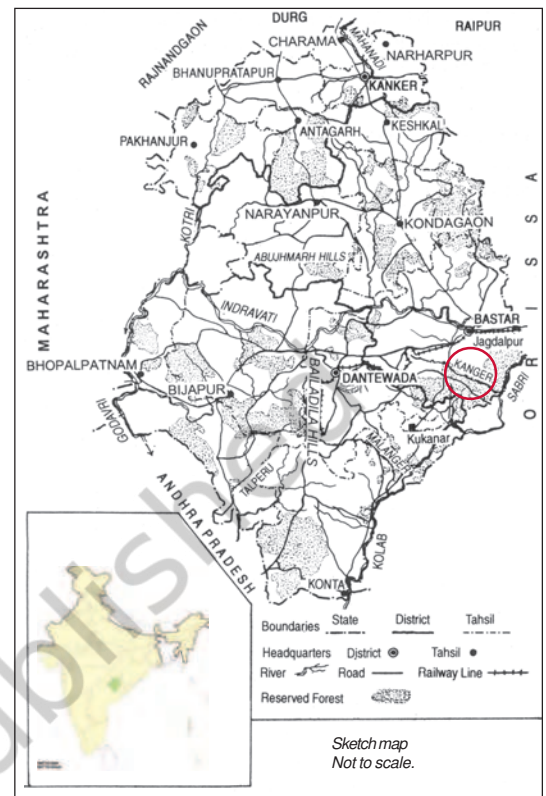 DURG
RAIPUR
RAJNANDGAON
CHARAMA
MAHANADI
NARHARPUR
BHANUPRATAPUR
KANKER
ANTAGARH
KESHKAL
PAKHANJUR
MAHARASHTRA
KOTRI
NARAYANPUR
KONDAGAON
ORISSA
ABUJHMARH HILLS
INDRAVATI
BASTAR
Jagdalpur
BHOPALPATNAM
BAILADILA HILLS
DANTEWADA
KANGER
SABRI
BIJAPUR
GODAVRI
Kukanar
MALANGER
TALPERU
ANDHRA PRADESH
KOLAB
KONTA
Boundaries State District Tahsil
Headquarters District Tahsil
River Road Railway Line
Reserved Forest
Sketch map
Not to scale.